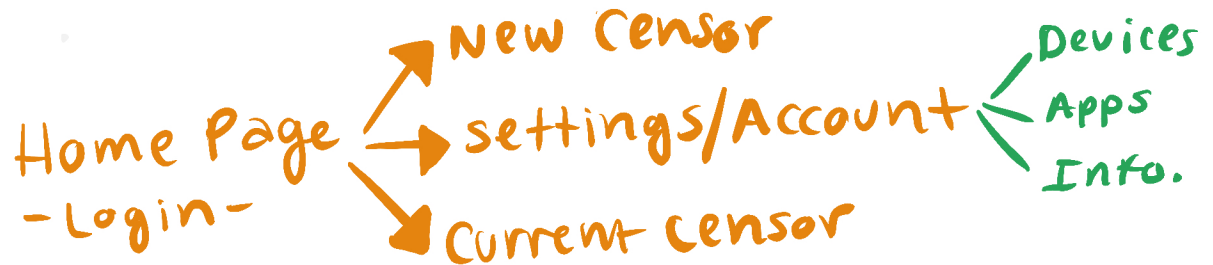 Home Page
-Login-
New Censor
settings/Account
Current censor
Devices
Apps
Info.